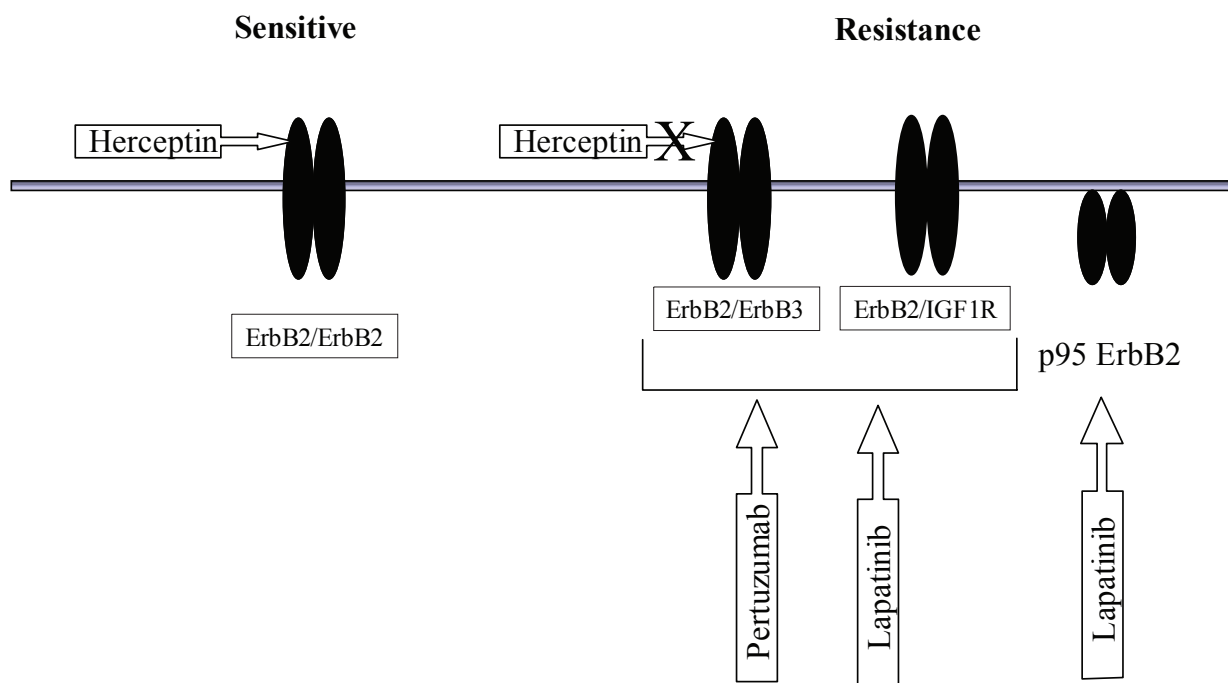 Sensitive
Resistance
Herceptin
Herceptin
X
ErbB2/ErbB2
ErbB2/ErbB3
ErbB2/IGF1R
p95 ErbB2
Pertuzumab
Lapatinib
Lapatinib